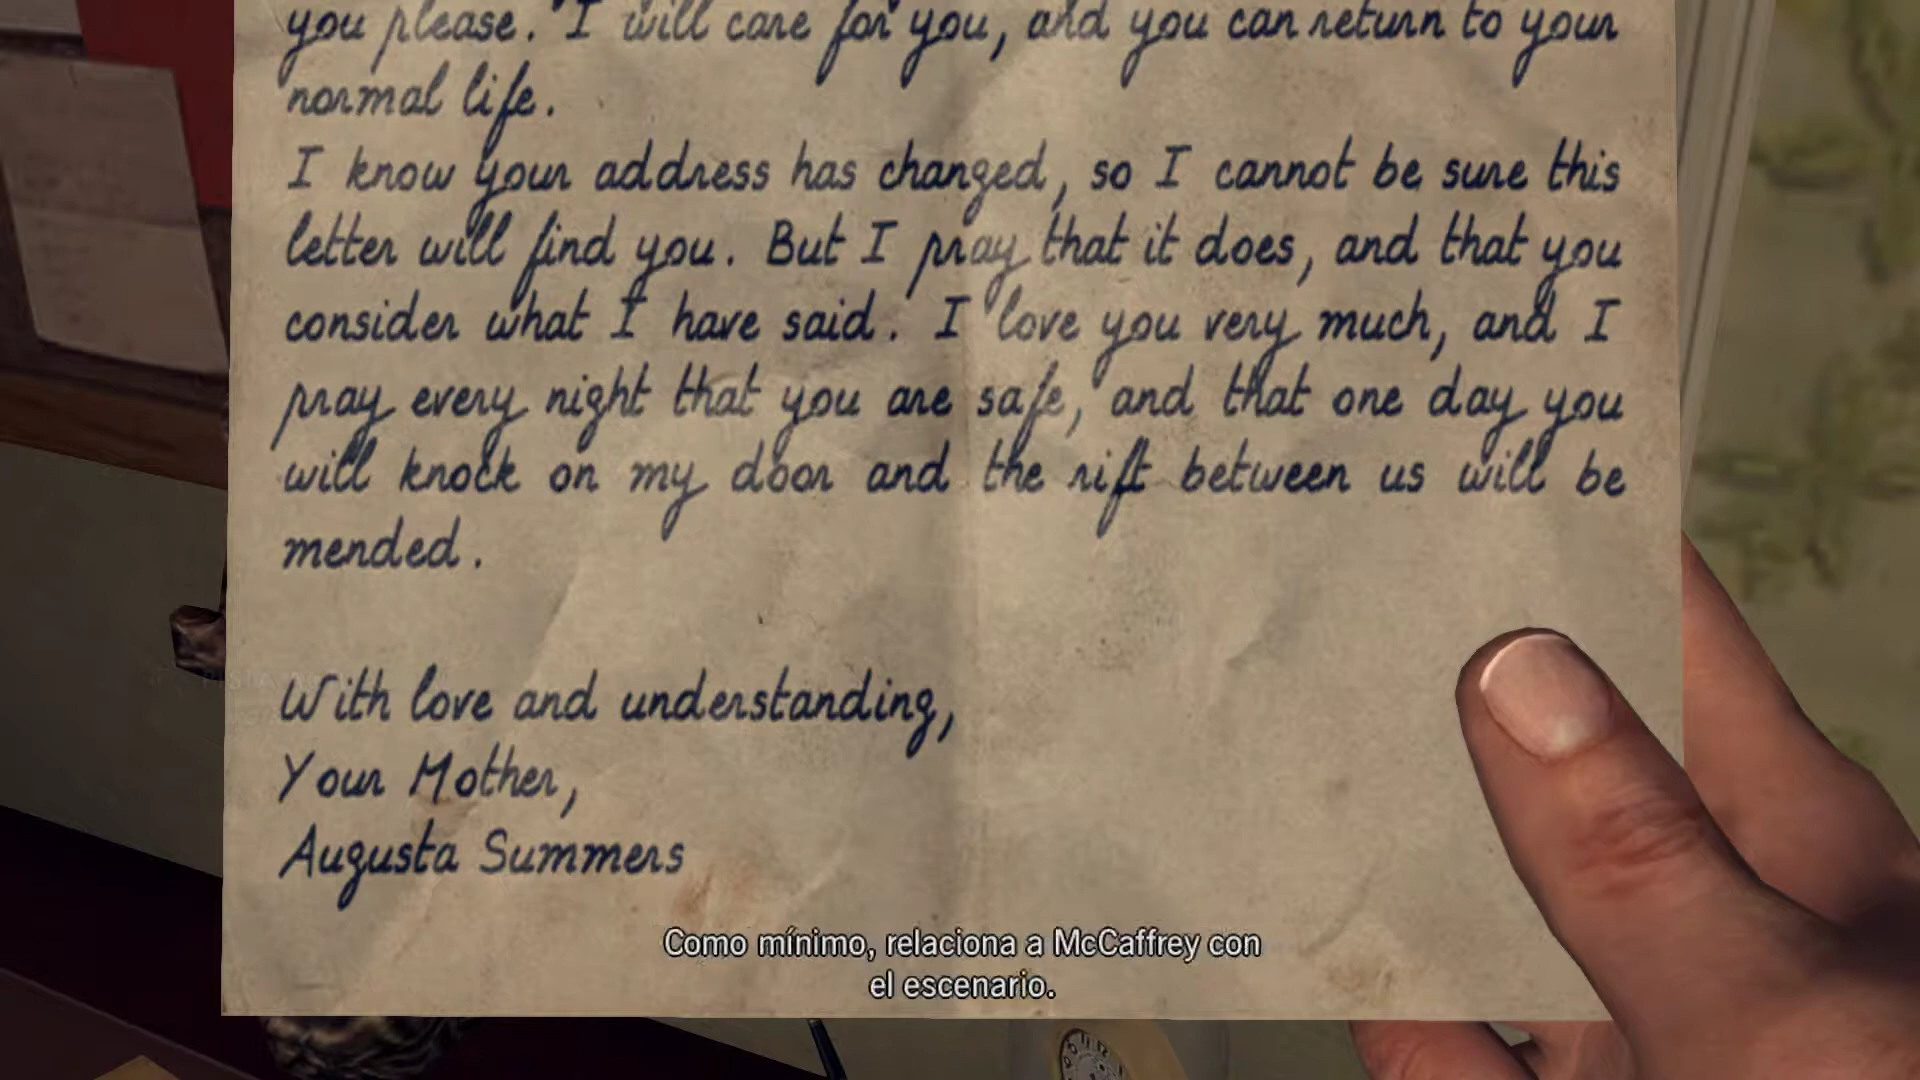 you please. I will care for you, and you can return to your
normal life.
I know your address has changed, so I cannot be sure this
letter will find you. But I pray that it does, and that you
consider what I have said. I love you very much, and I
pray every night that you are safe, and that one day you
will knock on my door and the rift between us will be
mended.
With love and understanding,
Your Mother,
Augusta Summers
Como mínimo, relaciona a McCaffrey con
el escenario.